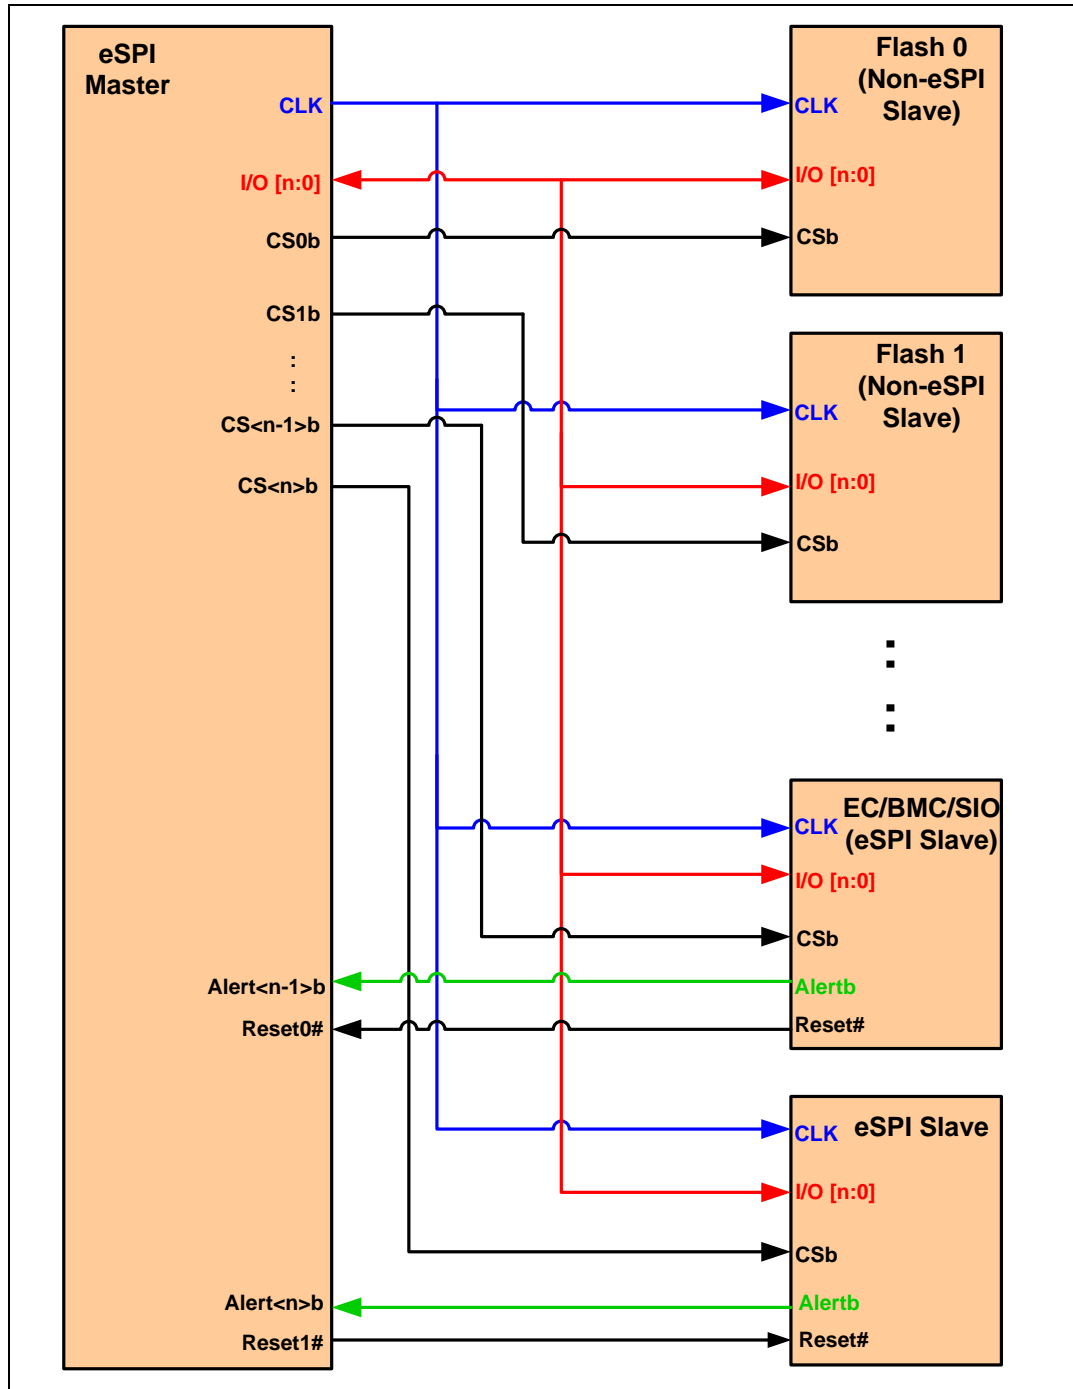 eSPI
Master
CLK
I/O [n:0]
CS0b
CS1b
:
:
CS<n-1>b
CS<n>b
Alert<n-1>b
Reset0#
Alert<n>b
Reset1#
Flash 0
(Non-eSPI
Slave)
CLK
I/O [n:0]
CSb
Flash 1
(Non-eSPI
Slave)
CLK
I/O [n:0]
CSb
:
:
EC/BMC/SIO
(eSPI Slave)
CLK
I/O [n:0]
CSb
Alertb
Reset#
eSPI Slave
CLK
I/O [n:0]
CSb
Alertb
Reset#